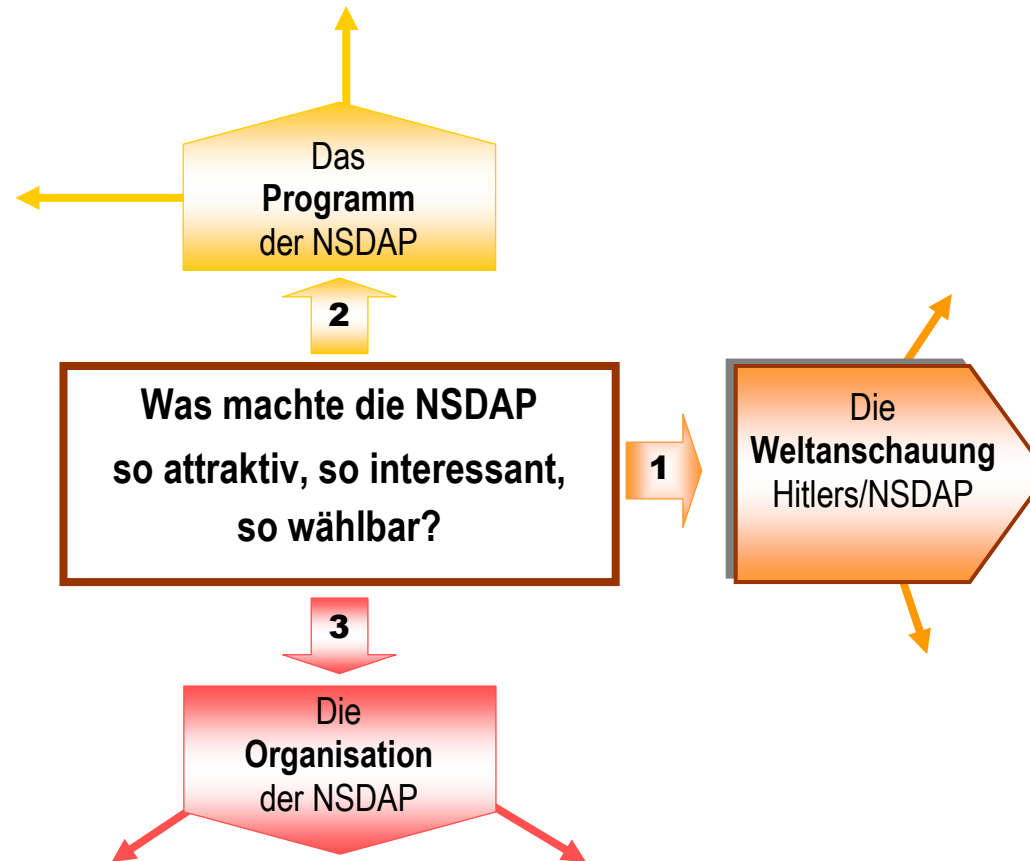 Das
Programm
der NSDAP
2
Was machte die NSDAP
so attraktiv, so interessant,
so wählbar?
1
Die
Weltanschauung
Hitlers/NSDAP
3
Die
Organisation
der NSDAP